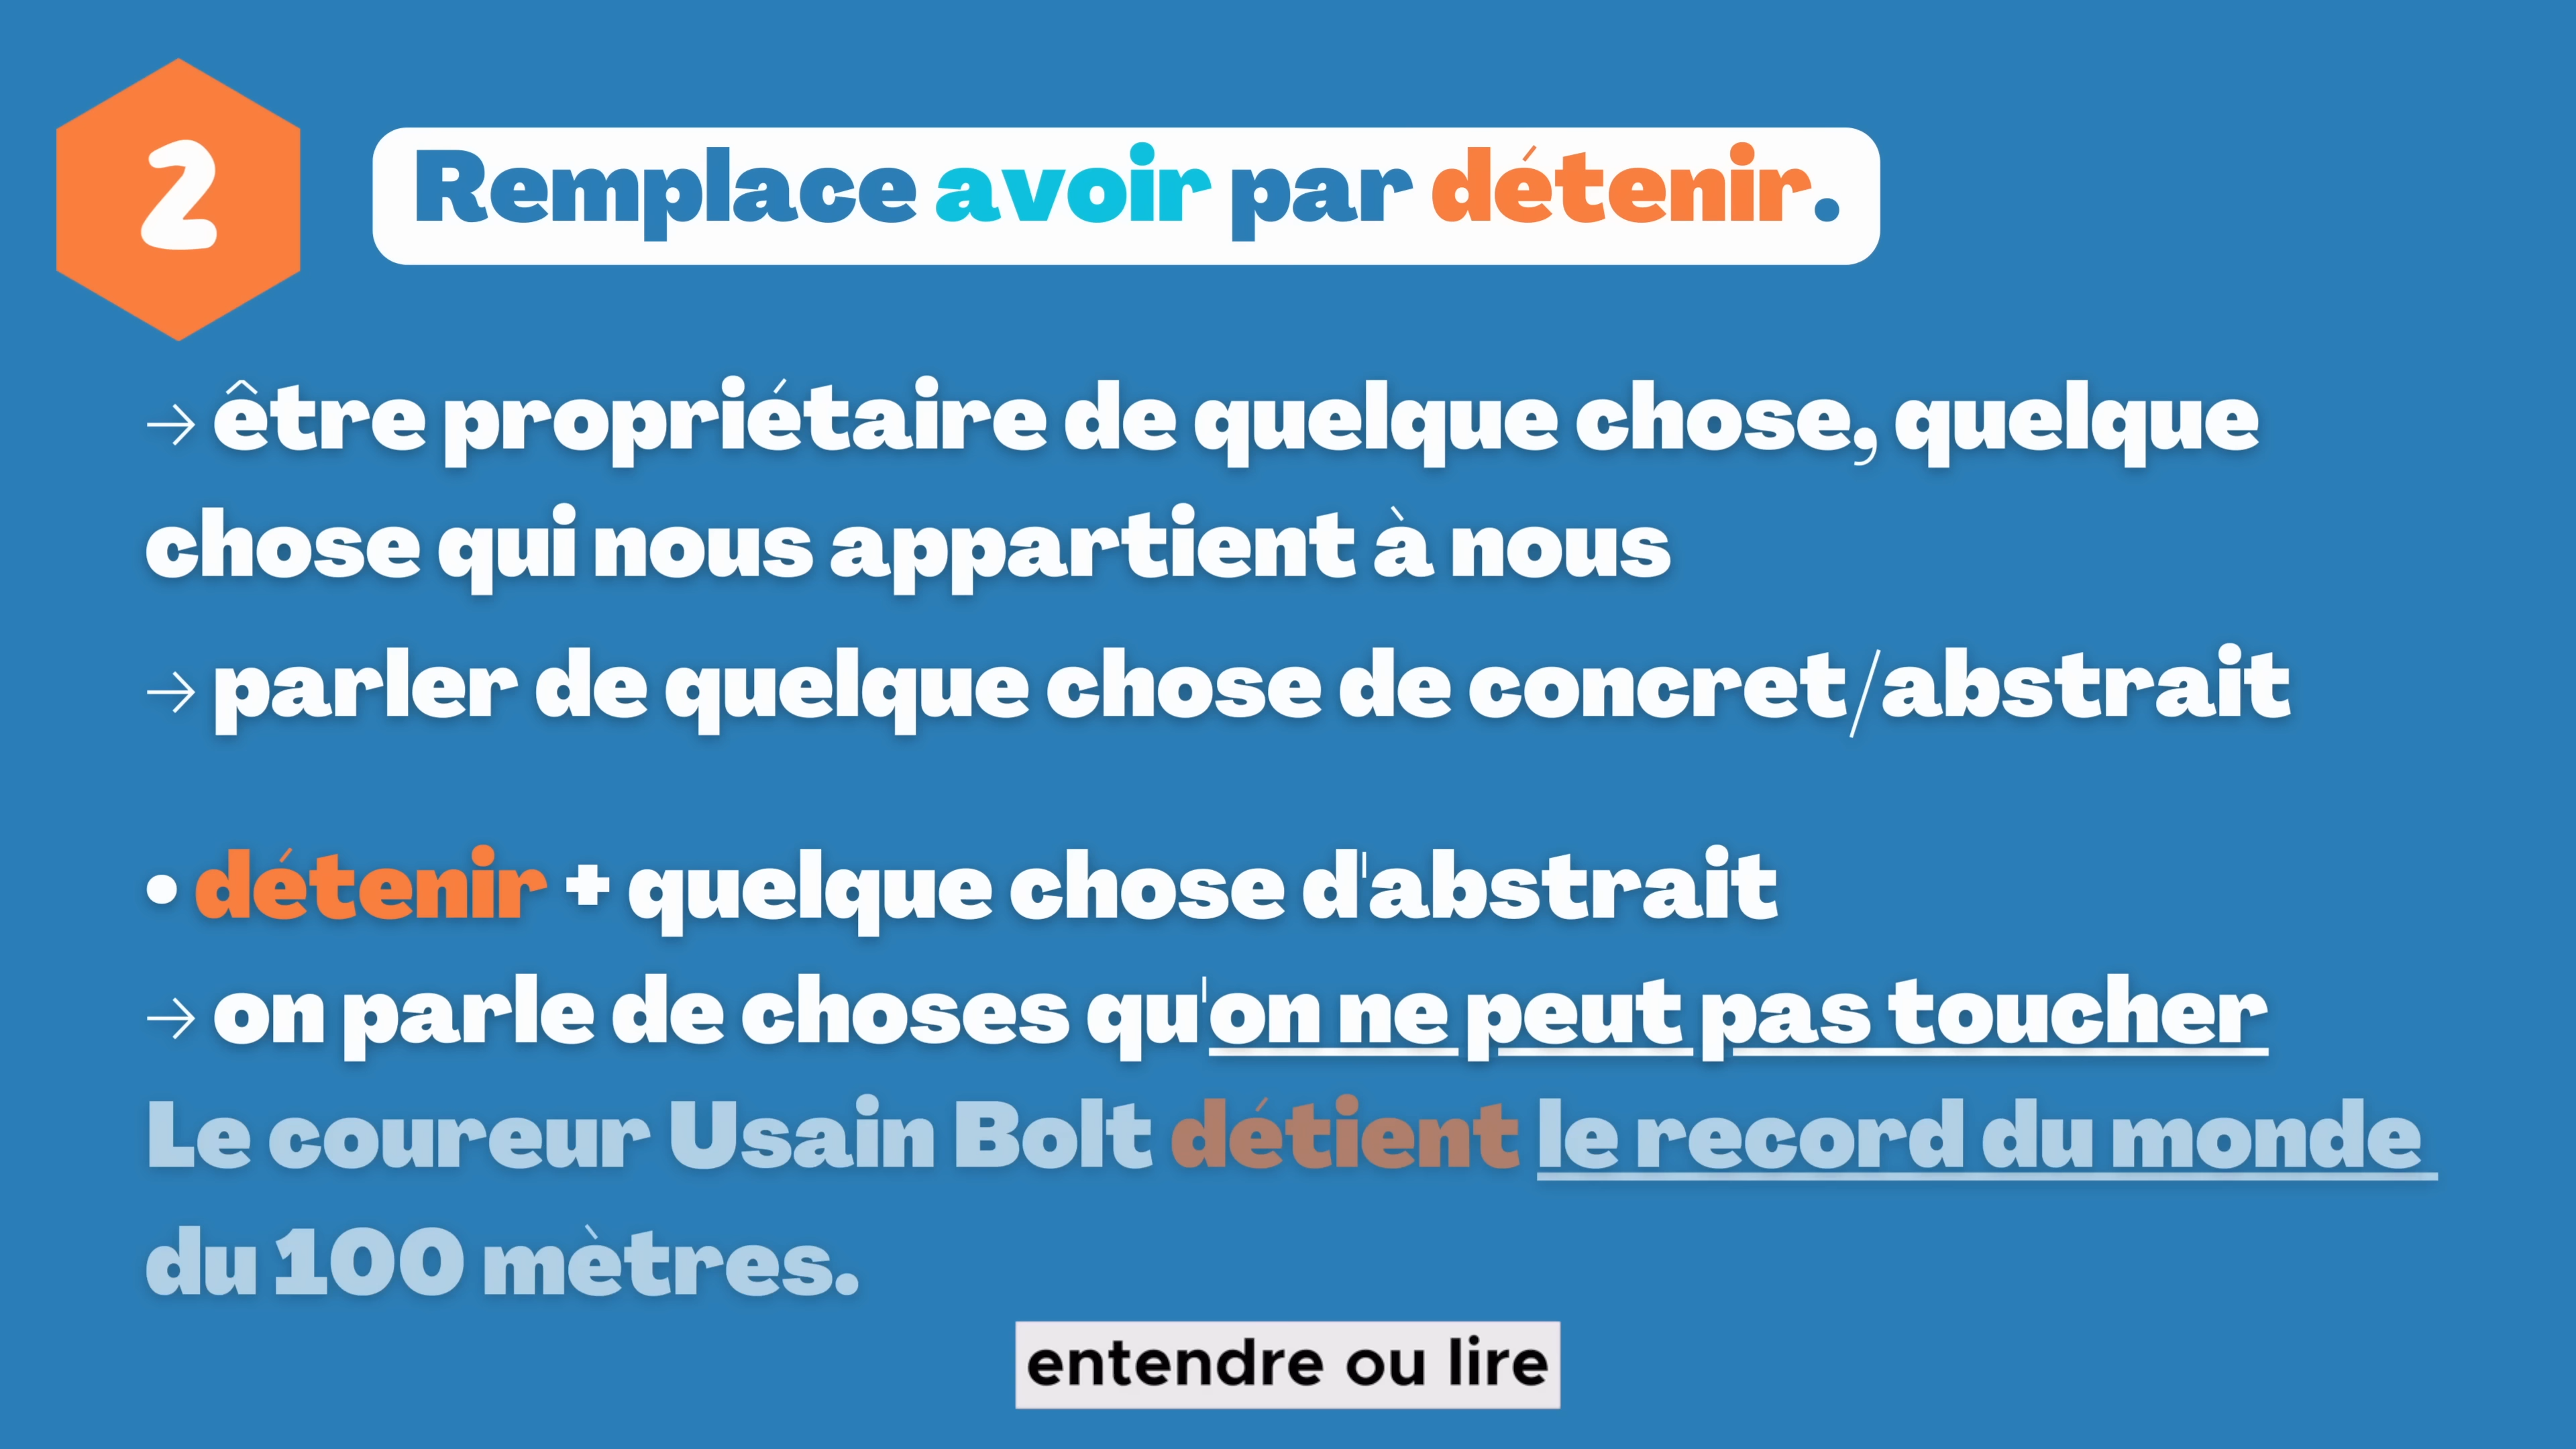 2
Remplace avoir par détenir.
→ être propriétaire de quelque chose, quelque
chose qui nous appartient à nous
→ parler de quelque chose de concret/abstrait
• détenir + quelque chose d'abstrait
→ on parle de choses qu'on ne peut pas toucher
Le coureur Usain Bolt détient le record du monde
du 100 mètres.
entendre ou lire